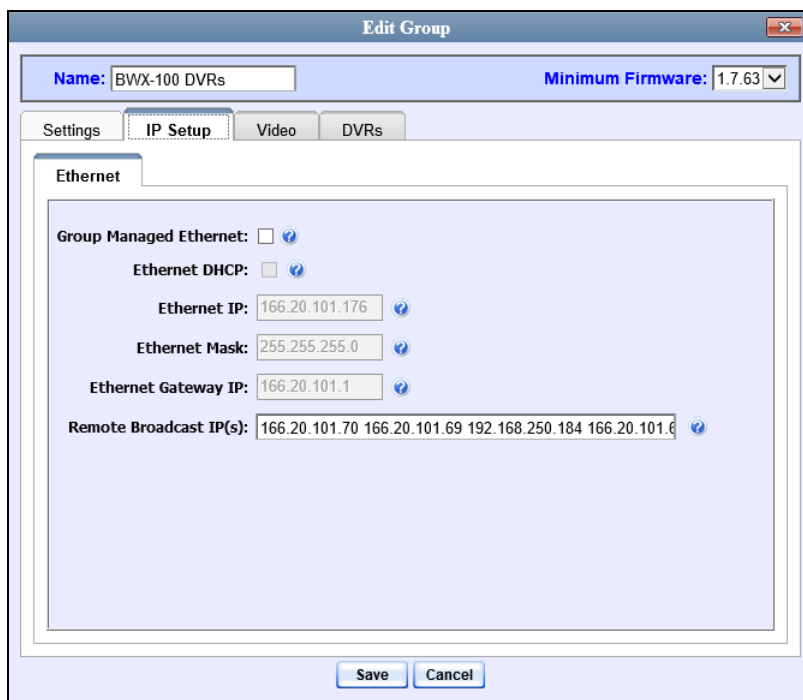 Edit Group
Name: BWX-100 DVRs Minimum Firmware: 1.7.63
Settings IP Setup Video DVRs
Ethernet
Group Managed Ethernet:
Ethernet DHCP:
Ethernet IP: 166.20.101.176
Ethernet Mask: 255.255.255.0
Ethernet Gateway IP: 166.20.101.1
Remote Broadcast IP(s): 166.20.101.70 166.20.101.69 192.168.250.184
Save Cancel